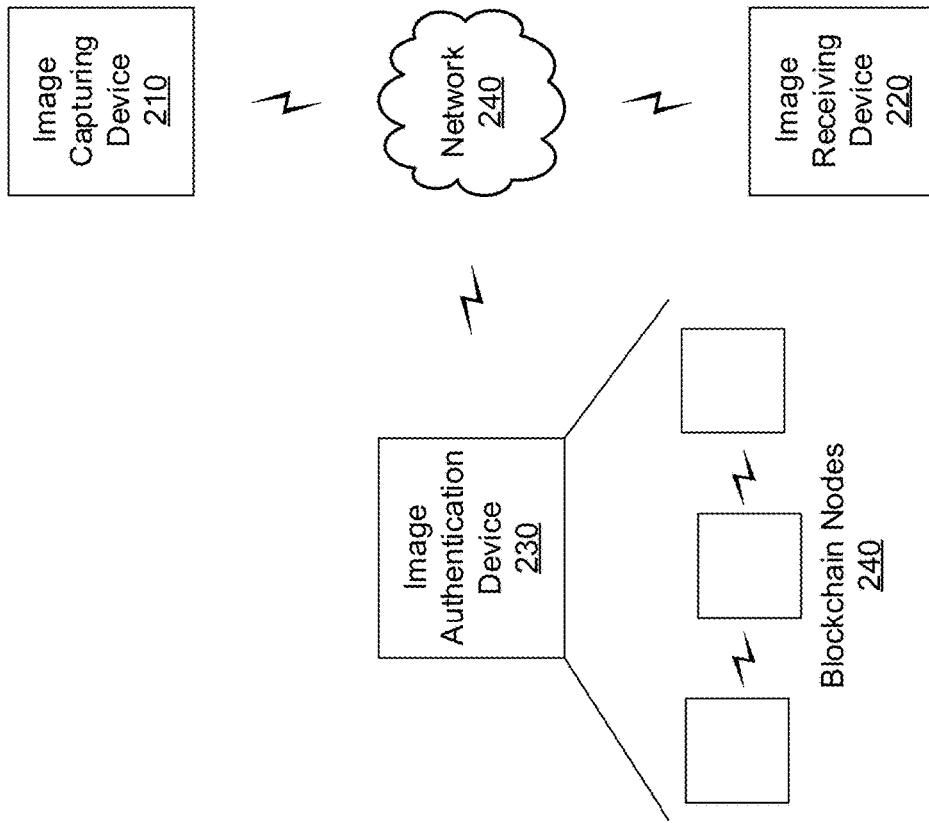 Image
Capturing
Device
210
Network
240
Image
Receiving
Device
220
Image
Authentication
Device
230
Blockchain Nodes
240